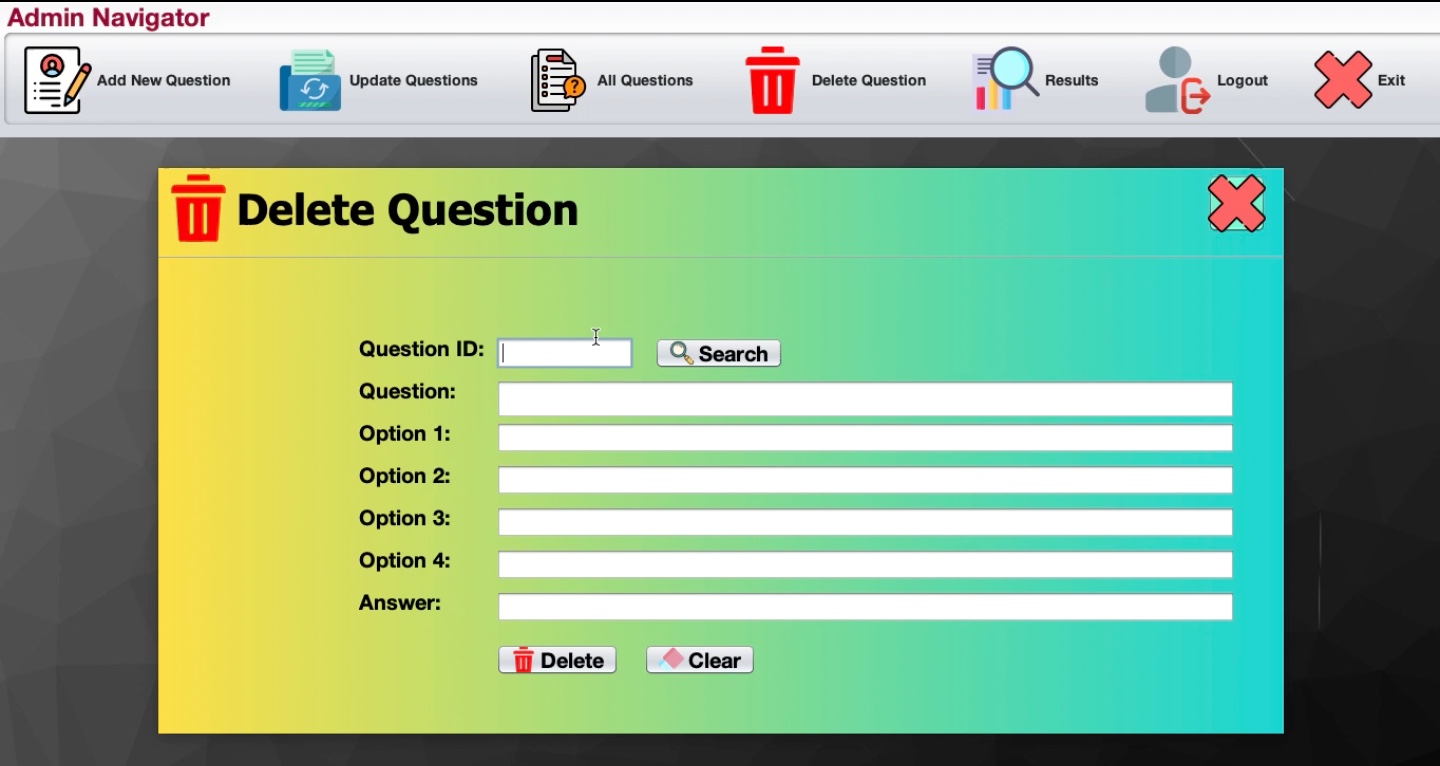 Admin Navigator
Add New Question Update Questions All Questions Delete Question Results Logout Exit
Delete Question
Question ID: Search
Question:
Option 1:
Option 2:
Option 3:
Option 4:
Answer:
Delete Clear